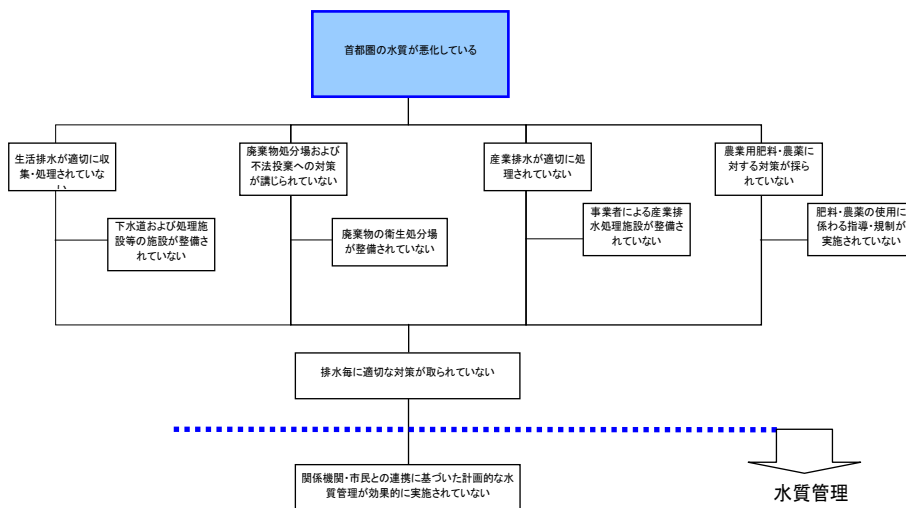 首都圏の水質が悪化している
生活排水が適切に収
集・処理されていな
い
廃棄物処分場および
不法投棄への対策
が講じられていない
産業排水が適切に処
理されていない
農業用肥料・農薬に
対する対策が採ら
れていない
下水道および処理施
設等の施設が整備さ
れていない
廃棄物の衛生処分場
が整備されていない
事業者による産業排
水処理施設が整備さ
れていない
肥料・農薬の使用に
係わる指導・規制が
実施されていない
排水毎に適切な対策が取られていない
関係機関・市民との連携に基づいた計画的な水
質管理が効果的に実施されていない
水質管理